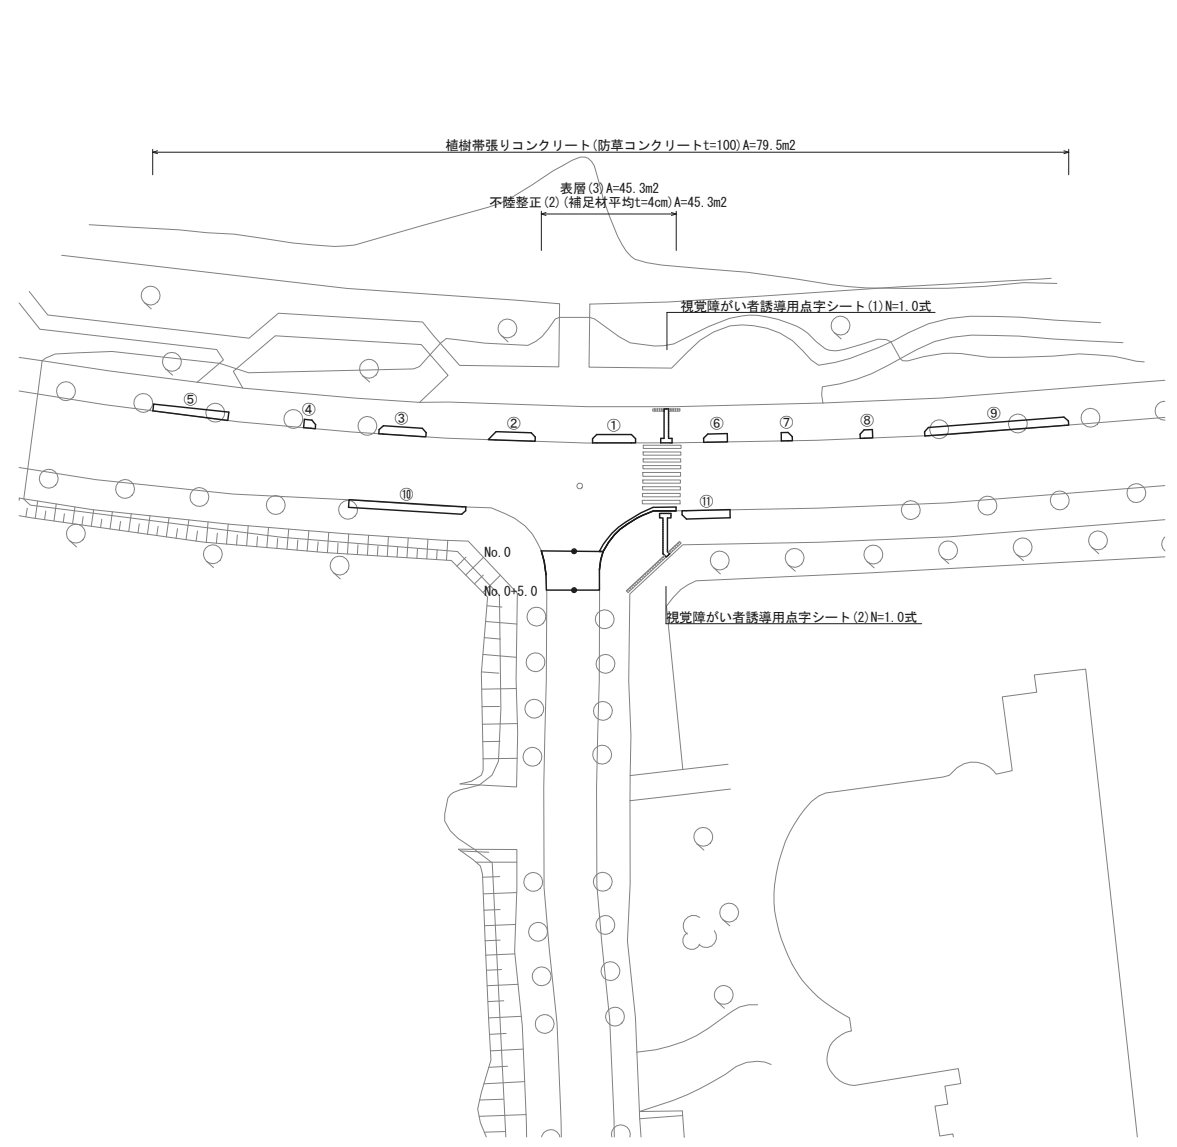 植樹帯張りコンクリート(防草コンクリートt=100)A=79.5m2
表層(3)A=45.3m2
不陸整正(2)(補足材平均t=4cm)A=45.3m2
視覚障がい者誘導用点字シート(1)N=1.0式
⑤
④
③
②
①
⑥
⑦
⑧
⑨
⑩
⑪
No.0
No.0+5.0
視覚障がい者誘導用点字シート(2)N=1.0式